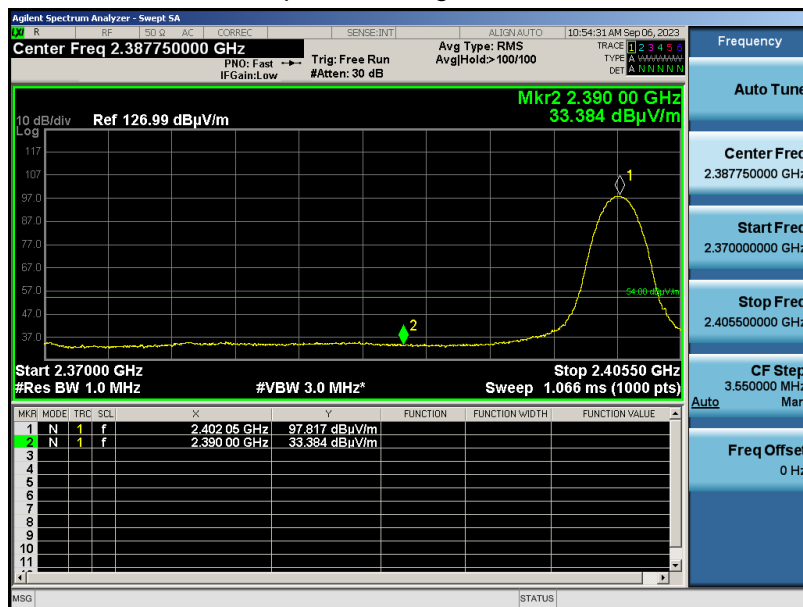 Agilent Spectrum Analyzer - Swept SA
LXI R RF 50 Ω AC CORREC SENSE:INT ALIGN AUTO 10:54:31 AM Sep 06, 2023
Center Freq 2.387750000 GHz
PNO: Fast
IFGain:Low
Trig: Free Run
#Atten: 30 dB
Avg Type: RMS
Avg|Hold:>100/100
TRACE 1 2 3 4 5 6
TYPE A WWWWW
DET A N N N N N
Mkr2 2.390 00 GHz
33.384 dBµV/m
10 dB/div Ref 126.99 dBµV/m
Log
117
107
97.0
87.0
77.0
67.0
57.0
47.0
37.0
1
2
54.00 dBµV/m
Start 2.37000 GHz Stop 2.40550 GHz
#Res BW 1.0 MHz #VBW 3.0 MHz* Sweep 1.066 ms (1000 pts)
MKR MODE TRC SCL X Y FUNCTION FUNCTION WIDTH FUNCTION VALUE
1 N 1 f 2.402 05 GHz 97.817 dBµV/m
2 N 1 f 2.390 00 GHz 33.384 dBµV/m
3
4
5
6
7
8
9
10
11
MSG STATUS
Frequency
Auto Tune
Center Freq
2.387750000 GHz
Start Freq
2.370000000 GHz
Stop Freq
2.405500000 GHz
CF Step
3.550000 MHz
Auto Man
Freq Offset
0 Hz